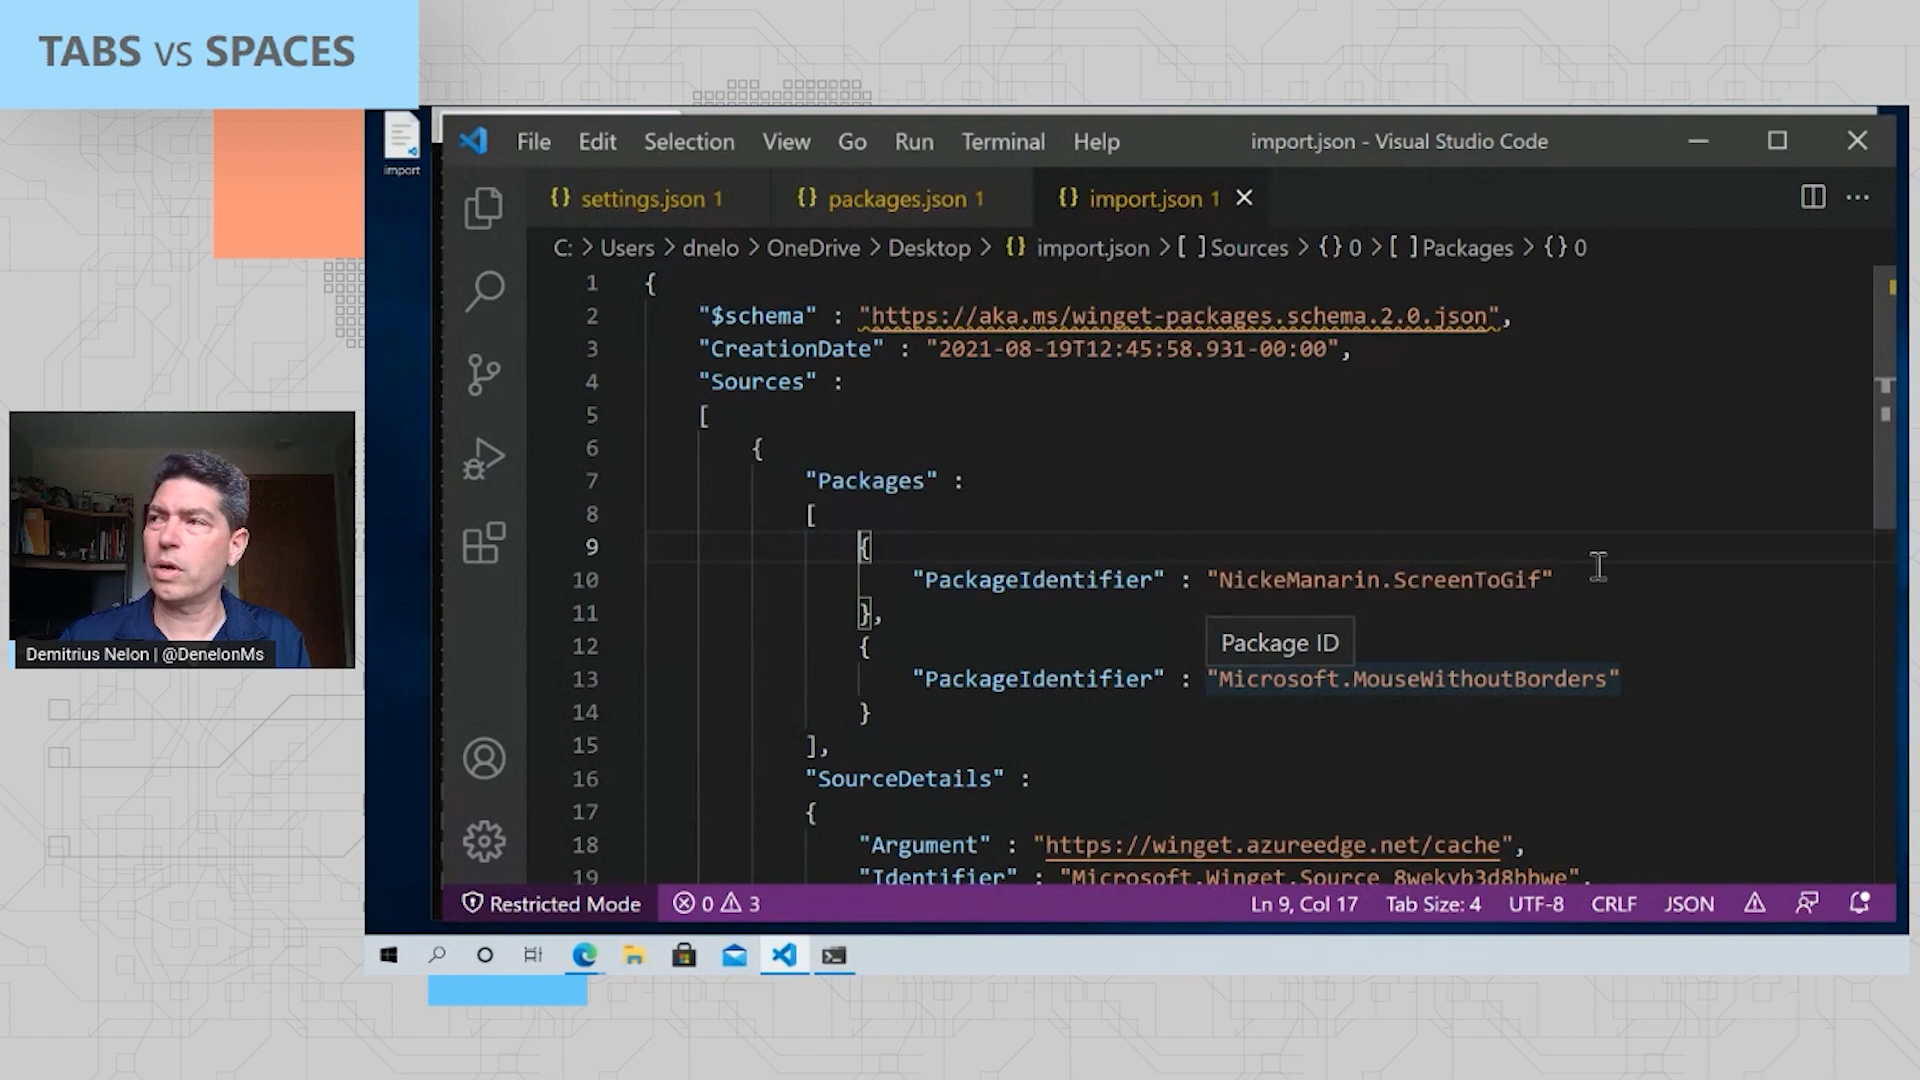 TABS VS SPACES
import
File Edit Selection View Go Run Terminal Help import.json - Visual Studio Code
{} settings.json 1 {} packages.json 1 {} import.json 1
C: > Users > dnelo > OneDrive > Desktop > {} import.json > [ ] Sources > {} 0 > [ ] Packages > {} 0
1 {
2 "$schema" : "https://aka.ms/winget-packages.schema.2.0.json",
3 "CreationDate" : "2021-08-19T12:45:58.931-00:00",
4 "Sources" :
5 [
6 {
7 "Packages" :
8 [
9 {
10 "PackageIdentifier" : "NickeManarin.ScreenToGif"
11 },
12 {
Package ID
13 "PackageIdentifier" : "Microsoft.MouseWithoutBorders"
14 }
15 ],
16 "SourceDetails" :
17 {
18 "Argument" : "https://winget.azureedge.net/cache",
19 "Identifier" : "Microsoft.Winget.Source_8wekyb3d8bbwe",
Restricted Mode 0 3 Ln 9, Col 17 Tab Size: 4 UTF-8 CRLF JSON
Demitrius Nelon | @DenelonMs